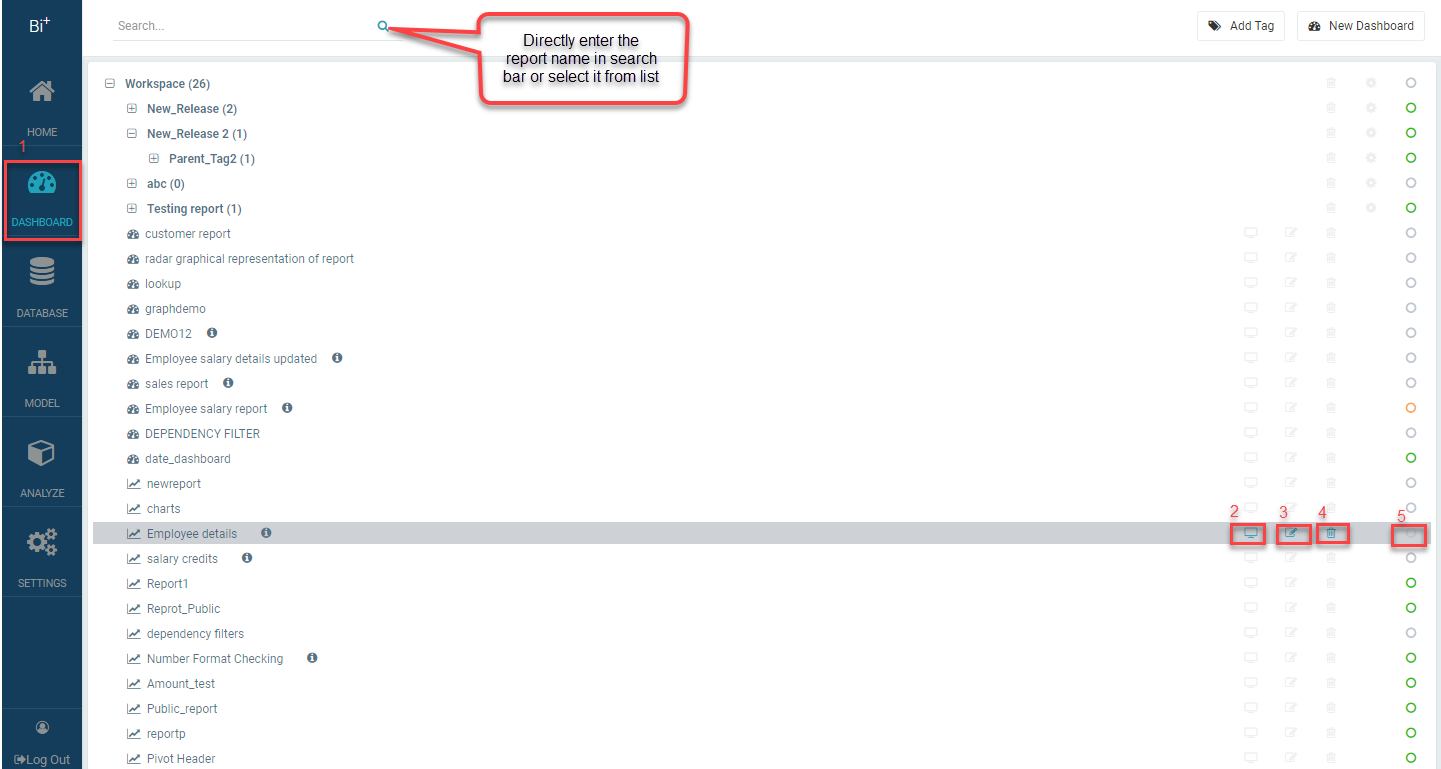 Bi+
Search...
Directly enter the
report name in search
bar or select it from list
Add Tag
New Dashboard
HOME
1
DASHBOARD
DATABASE
MODEL
ANALYZE
SETTINGS
Log Out
Workspace (26)
New_Release (2)
New_Release 2 (1)
Parent_Tag2 (1)
abc (0)
Testing report (1)
customer report
radar graphical representation of report
lookup
graphdemo
DEMO12
Employee salary details updated
sales report
Employee salary report
DEPENDENCY FILTER
date_dashboard
newreport
charts
2 3 4 5
Employee details
salary credits
Report1
Reprot_Public
dependency filters
Number Format Checking
Amount_test
Public_report
reportp
Pivot Header